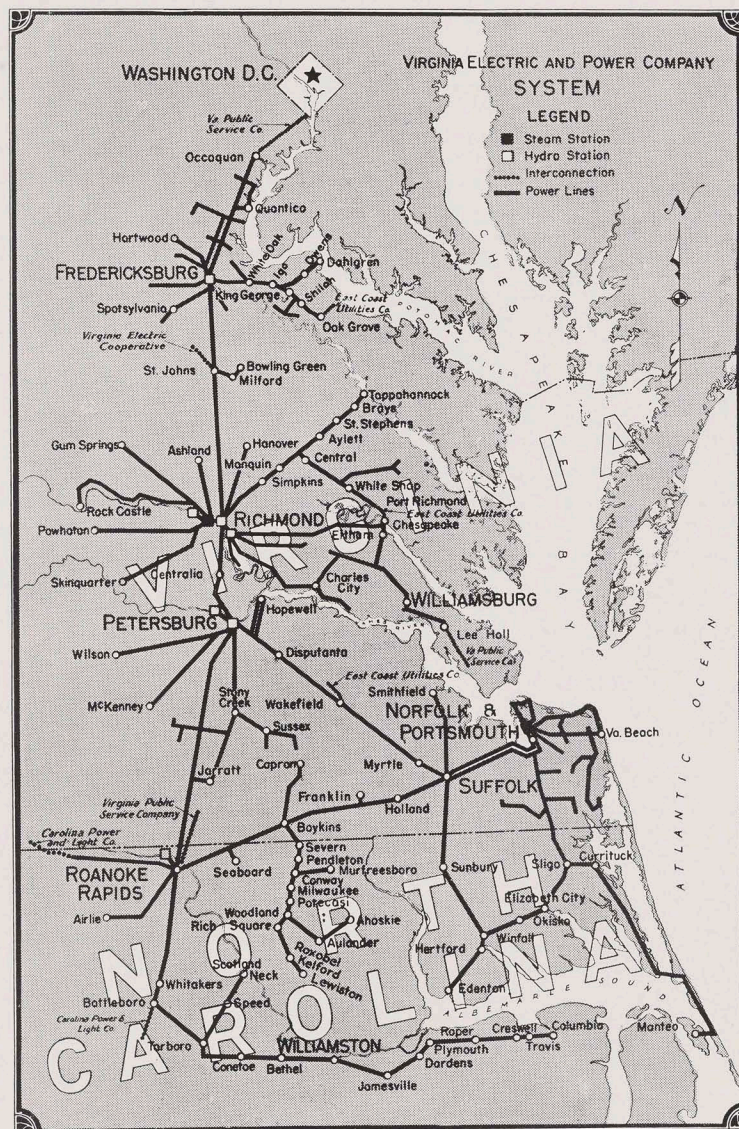 VIRGINIA ELECTRIC AND POWER COMPANY
SYSTEM
LEGEND
Steam Station
Hydro Station
Interconnection
Power Lines
WASHINGTON D.C.
Va. Public
Service Co.
Occoquan
Quantico
Hartwood
FREDERICKSBURG
White Oak
Igo
Owens
Dahlgren
King George
Shiloh
East Coast
Utilities Co.
Oak Grove
Spotsylvania
Virginia Electric
Cooperative
St. Johns
Bowling Green
Milford
POTOMAC RIVER
CHESAPEAKE BAY
Tappahannock
Brays
St. Stephens
Aylett
Central
Gum Springs
Ashland
Hanover
Manquin
Simpkins
White Shop
Port Richmond
East Coast Utilities Co.
Chesapeake
Eltham
Rock Castle
RICHMOND
Powhatan
VIRGINIA
Skinquarter
Centralia
Charles
City
WILLIAMSBURG
Hopewell
PETERSBURG
Lee Hall
Va Public
Service Co.
Wilson
Disputanta
McKenney
Stony
Creek
Wakefield
East Coast Utilities Co.
Smithfield
NORFOLK &
PORTSMOUTH
Va. Beach
ATLANTIC OCEAN
Sussex
Jarratt
Capron
Myrtle
SUFFOLK
Virginia Public
Service Company
Franklin
Holland
Carolina Power
and Light Co.
Boykins
ROANOKE
RAPIDS
Seaboard
Severn
Pendleton
Murfreesboro
Conway
Milwaukee
Potecasi
Sunbury
Sligo
Currituck
Airlie
Woodland
Rich Square
Ahoskie
Aulander
Elizabeth City
Okisko
Winfall
Hertford
Roxobel
Kelford
Lewiston
Edenton
NORTH
CAROLINA
Scotland
Neck
Whitakers
Battleboro
Speed
Carolina Power &
Light Co.
ALBEMARLE SOUND
Tarboro
Conetoe
Bethel
WILLIAMSTON
Jamesville
Dardens
Plymouth
Roper
Creswell
Travis
Columbia
Manteo